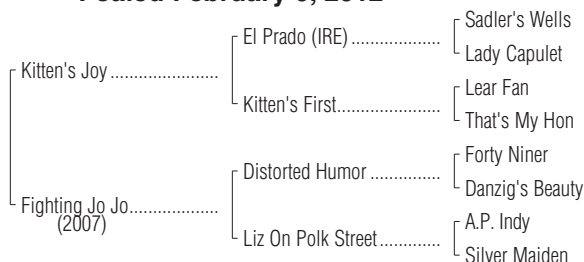 Foaled February 2012
Sadler's Wells
El Prado (IRE) ....................
Lady Capulet
Kitten's Joy ........................
Lear Fan
Kitten's First.......................
That's My Hon
Forty Niner
Distorted Humor ...............
Danzig's Beauty
Fighting Jo Jo....................
(2007)
A.P. Indy
Liz On Polk Street.............
Silver Maiden